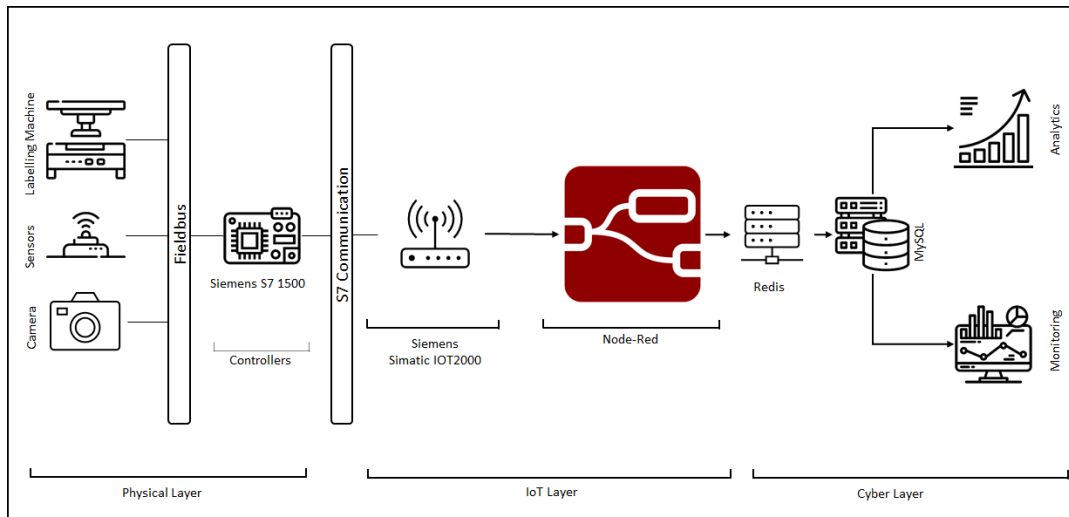 Labelling Machine
Sensors
Camera
Fieldbus
Siemens S7 1500
Controllers
S7 Communication
Siemens
Simatic IOT2000
Node-Red
Redis
MySQL
Analytics
Monitoring
Physical Layer
IoT Layer
Cyber Layer